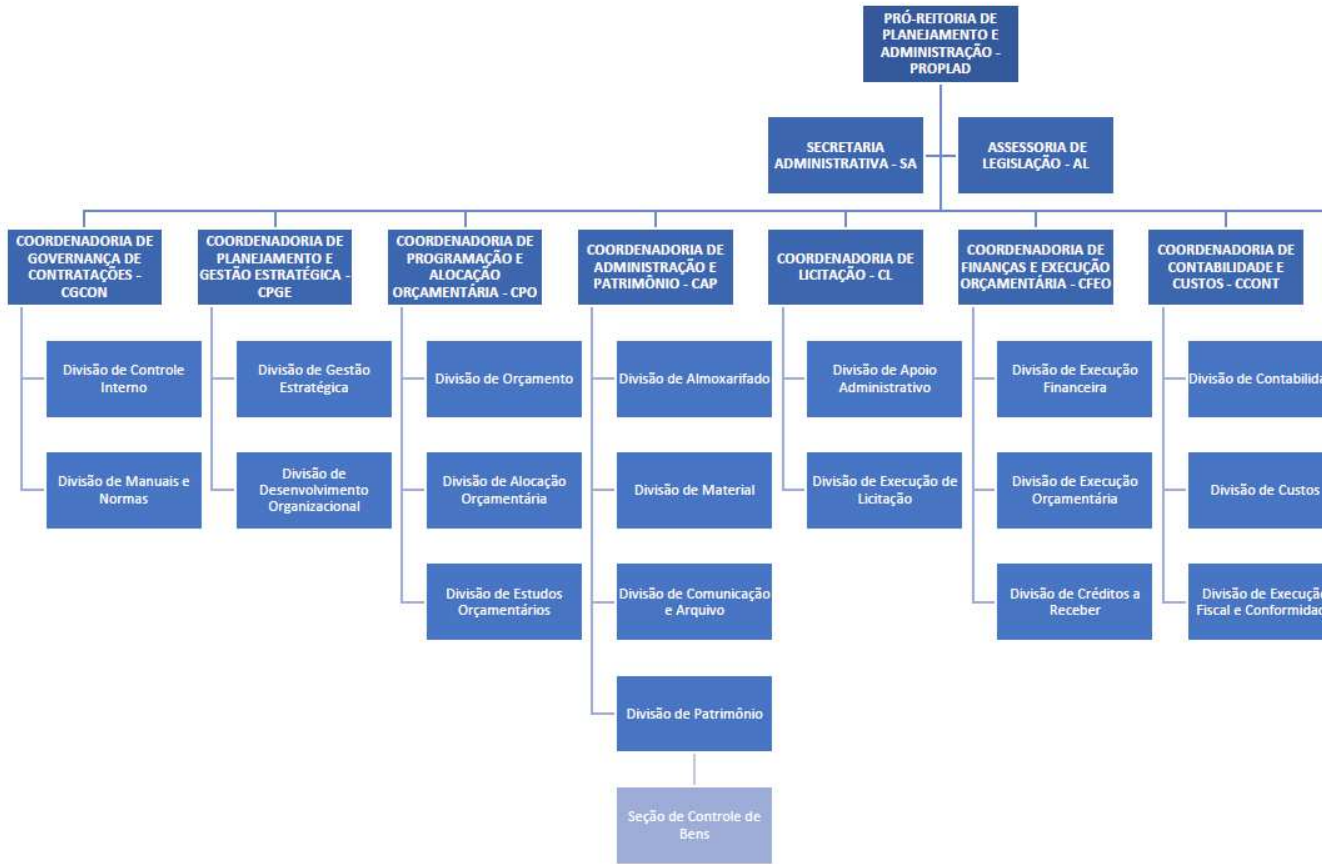 PRÓ-REITORIA DE
PLANEJAMENTO E
ADMINISTRAÇÃO -
PROPLAD
SECRETARIA
ADMINISTRATIVA - SA
ASSESSORIA DE
LEGISLAÇÃO - AL
COORDENADORIA DE
GOVERNANÇA DE
CONTRATAÇÕES -
CGCON
COORDENADORIA DE
PLANEJAMENTO E
GESTÃO ESTRATÉGICA -
CPGE
COORDENADORIA DE
PROGRAMAÇÃO E
ALOCAÇÃO
ORÇAMENTÁRIA - CPO
COORDENADORIA DE
ADMINISTRAÇÃO E
PATRIMÔNIO - CAP
COORDENADORIA DE
LICITAÇÃO - CL
COORDENADORIA DE
FINANÇAS E EXECUÇÃO
ORÇAMENTÁRIA - CFEO
COORDENADORIA DE
CONTABILIDADE E
CUSTOS - CCONT
Divisão de Controle
Interno
Divisão de Gestão
Estratégica
Divisão de Orçamento
Divisão de Almoxarifado
Divisão de Apoio
Administrativo
Divisão de Execução
Financeira
Divisão de
Divisão de Manuais e
Normas
Divisão de
Desenvolvimento
Organizacional
Divisão de Alocação
Orçamentária
Divisão de Material
Divisão de Execução de
Licitação
Divisão de Execução
Orçamentária
Divisão de Custos
Divisão de Estudos
Orçamentários
Divisão de Comunicação
e Arquivo
Divisão de Créditos a
Receber
Divisão de
Fiscal e
Divisão de Patrimônio
Seção de Controle de
Bens